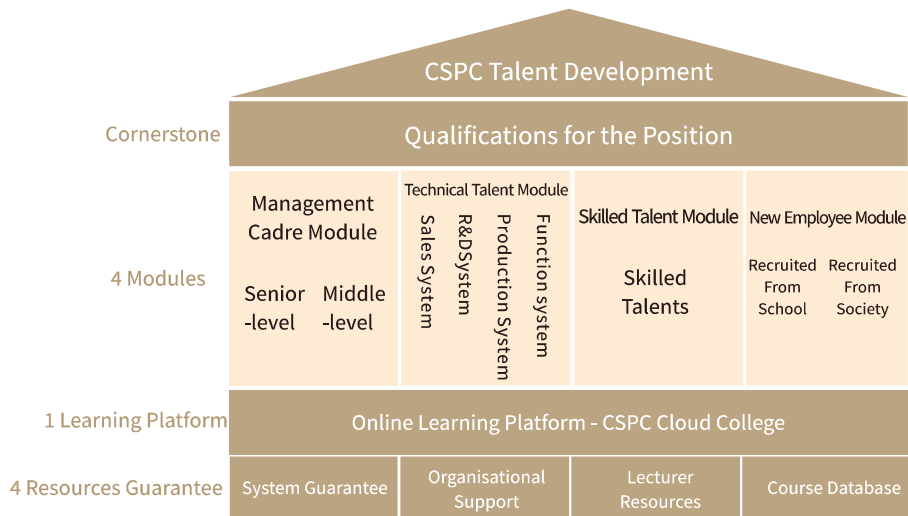 CSPC Talent Development
Cornerstone
Qualifications for the Position
4 Modules
Management
Cadre Module
Senior
-level
Middle
-level
Technical Talent Module
Sales System
R&DSystem
Production System
Function system
Skilled Talent Module
Skilled
Talents
New Employee Module
Recruited
From
School
Recruited
From
Society
1 Learning Platform
Online Learning Platform - CSPC Cloud College
4 Resources Guarantee
System Guarantee
Organisational
Support
Lecturer
Resources
Course Database